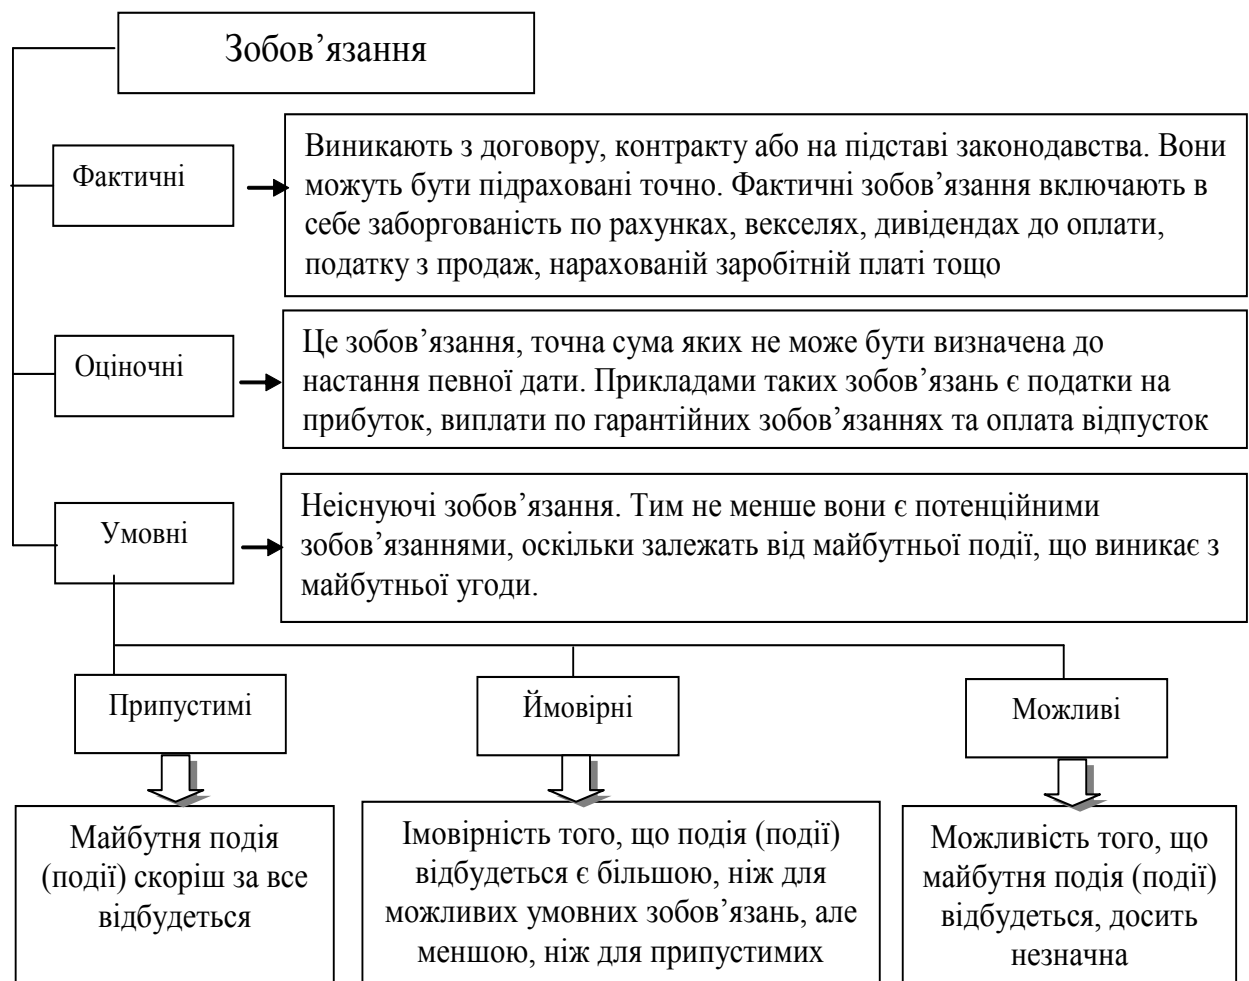 Зобов’язання
Фактичні
Виникають з договору, контракту або на підставі законодавства. Вони
можуть бути підраховані точно. Фактичні зобов’язання включають в
себе заборгованість по рахунках, векселях, дивідендах до оплати,
податку з продаж, нарахованій заробітній платі тощо
Оціночні
Це зобов’язання, точна сума яких не може бути визначена до
настання певної дати. Прикладами таких зобов’язань є податки на
прибуток, виплати по гарантійних зобов’язаннях та оплата відпусток
Умовні
Неіснуючі зобов’язання. Тим не менше вони є потенційними
зобов’язаннями, оскільки залежать від майбутньої події, що виникає з
майбутньої угоди.
Припустимі
Ймовірні
Можливі
Майбутня подія
(події) скоріш за все
відбудеться
Імовірність того, що подія (події)
відбудеться є більшою, ніж для
можливих умовних зобов’язань, але
меншою, ніж для припустимих
Можливість того, що
майбутня подія (події)
відбудеться, досить
незначна